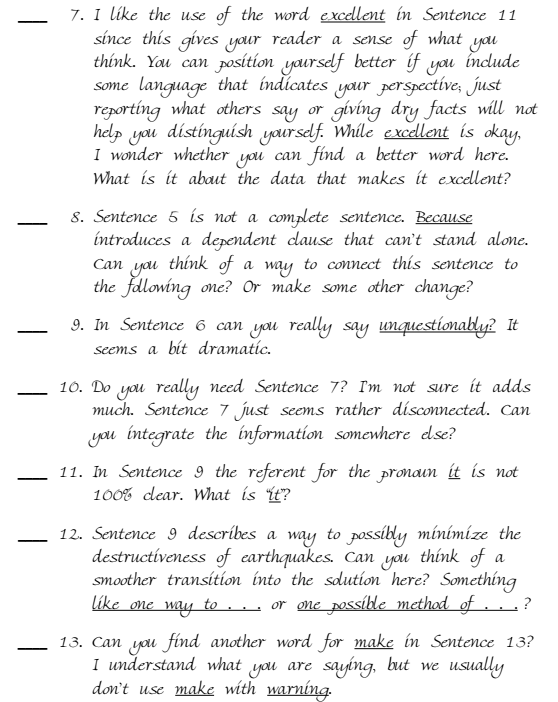 ____ 7. I like the use of the word excellent in Sentence 11
since this gives your reader a sense of what you
think. You can position yourself better if you include
some language that indicates your perspective; just
reporting what others say or giving dry facts will not
help you distinguish yourself. While excellent is okay,
I wonder whether you can find a better word here.
What is it about the data that makes it excellent?
____ 8. Sentence 5 is not a complete sentence. Because
introduces a dependent clause that can't stand alone.
Can you think of a way to connect this sentence to
the following one? Or make some other change?
____ 9. In Sentence 6 can you really say unquestionably? It
seems a bit dramatic.
____ 10. Do you really need Sentence 7? I'm not sure it adds
much. Sentence 7 just seems rather disconnected. Can
you integrate the information somewhere else?
____ 11. In Sentence 9 the referent for the pronoun it is not
100% clear. What is "it"?
____ 12. Sentence 9 describes a way to possibly minimize the
destructiveness of earthquakes. Can you think of a
smoother transition into the solution here? Something
like one way to . . . or one possible method of . . . ?
____ 13. Can you find another word for make in Sentence 13?
I understand what you are saying, but we usually
don't use make with warning.